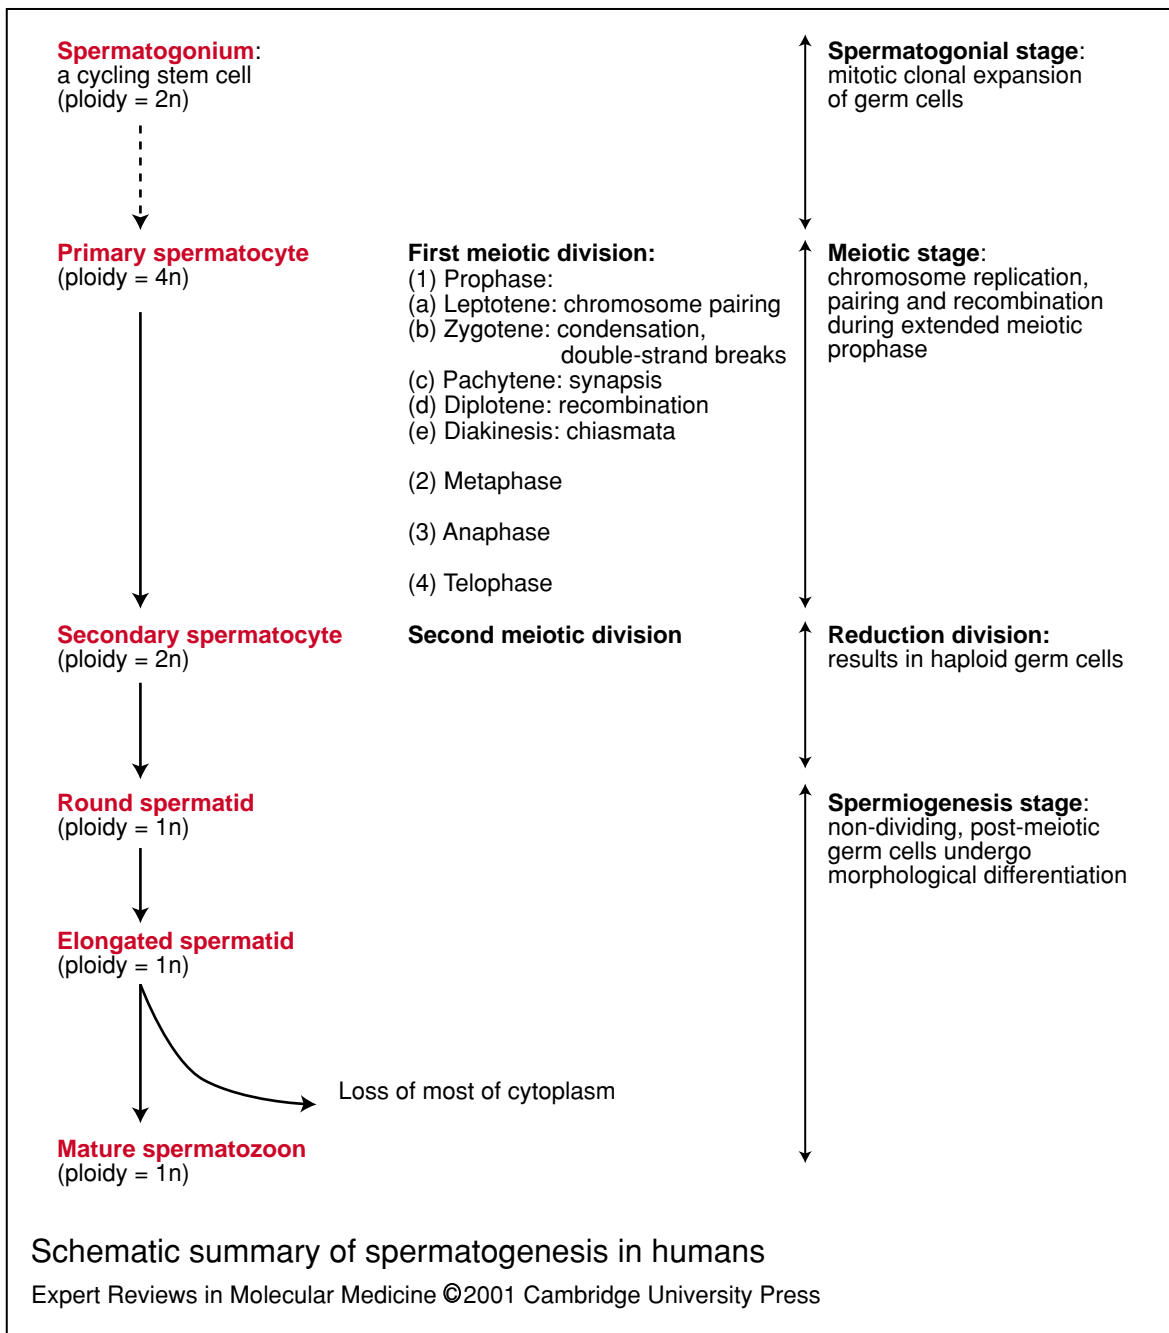 Spermatogonium:
a cycling stem cell
(ploidy = 2n)
Spermatogonial stage:
mitotic clonal expansion
of germ cells
Primary spermatocyte
(ploidy = 4n)
First meiotic division:
(1) Prophase:
(a) Leptotene: chromosome pairing
(b) Zygotene: condensation,
double-strand breaks
(c) Pachytene: synapsis
(d) Diplotene: recombination
(e) Diakinesis: chiasmata
(2) Metaphase
(3) Anaphase
(4) Telophase
Meiotic stage:
chromosome replication,
pairing and recombination
during extended meiotic
prophase
Secondary spermatocyte
(ploidy = 2n)
Second meiotic division
Reduction division:
results in haploid germ cells
Round spermatid
(ploidy = 1n)
Spermiogenesis stage:
non-dividing, post-meiotic
germ cells undergo
morphological differentiation
Elongated spermatid
(ploidy = 1n)
Loss of most of cytoplasm
Mature spermatozoon
(ploidy = 1n)
Schematic summary of spermatogenesis in humans
Expert Reviews in Molecular Medicine ©2001 Cambridge University Press